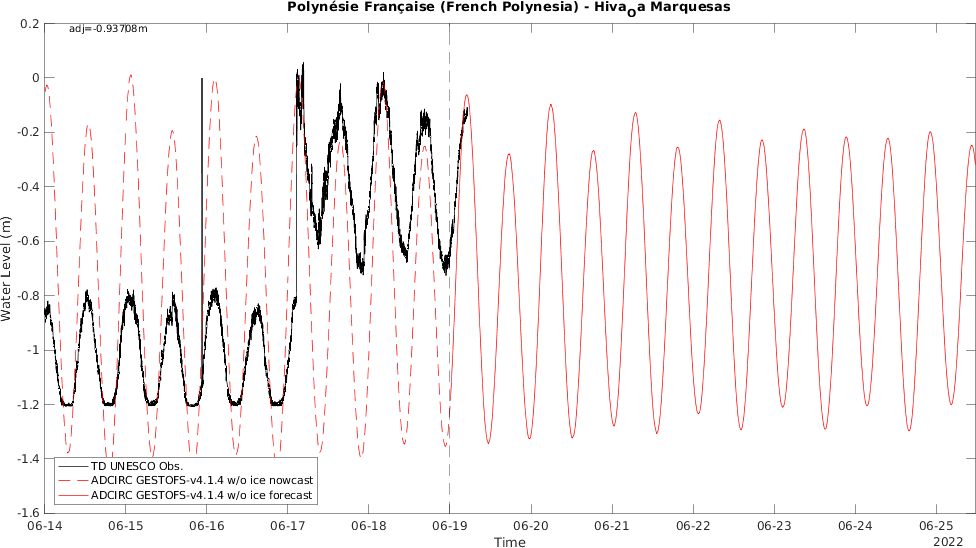 Polynésie Française (French Polynesia) - Hiva_Oa Marquesas
adj=-0.93708m
0.2
0
-0.2
-0.4
-0.6
-0.8
-1
-1.2
-1.4
-1.6
Water Level (m)
TD UNESCO Obs.
ADCIRC GESTOFS-v4.1.4 w/o ice nowcast
ADCIRC GESTOFS-v4.1.4 w/o ice forecast
06-14 06-15 06-16 06-17 06-18 06-19 06-20 06-21 06-22 06-23 06-24 06-25
Time
2022